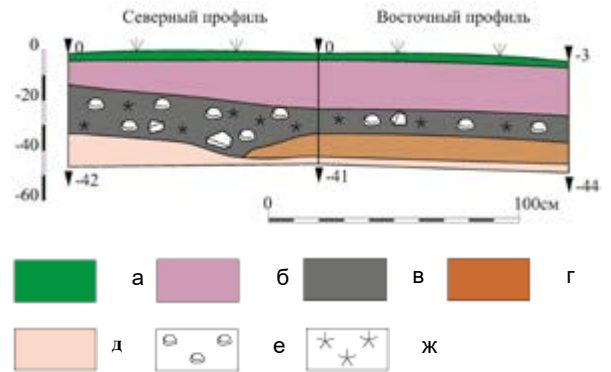 Северный профиль Восточный профиль
0 0 0 -3
-20
-40
-60 -42 -41 -44
0 100см
а б в г
д е ж